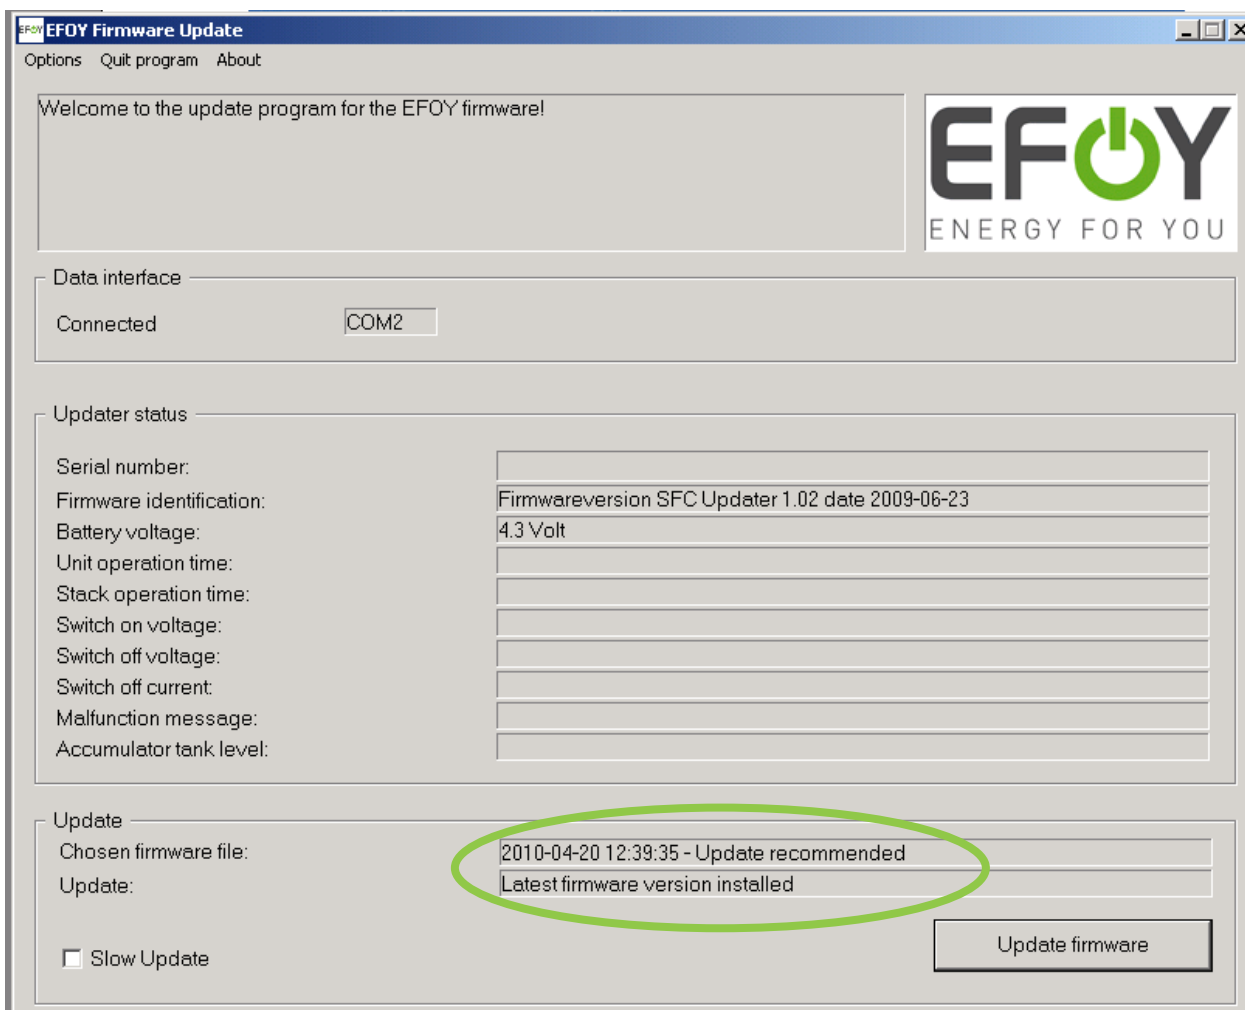 EFOY EFOY Firmware Update
Options Quit program About
Welcome to the update program for the EFOY firmware!
EFOY
ENERGY FOR YOU
Data interface
Connected COM2
Updater status
Serial number:
Firmware identification: Firmwareversion SFC Updater 1.02 date 2009-06-23
Battery voltage: 4.3 Volt
Unit operation time:
Stack operation time:
Switch on voltage:
Switch off voltage:
Switch off current:
Malfunction message:
Accumulator tank level:
Update
Chosen firmware file: 2010-04-20 12:39:35 - Update recommended
Update: Latest firmware version installed
Slow Update
Update firmware